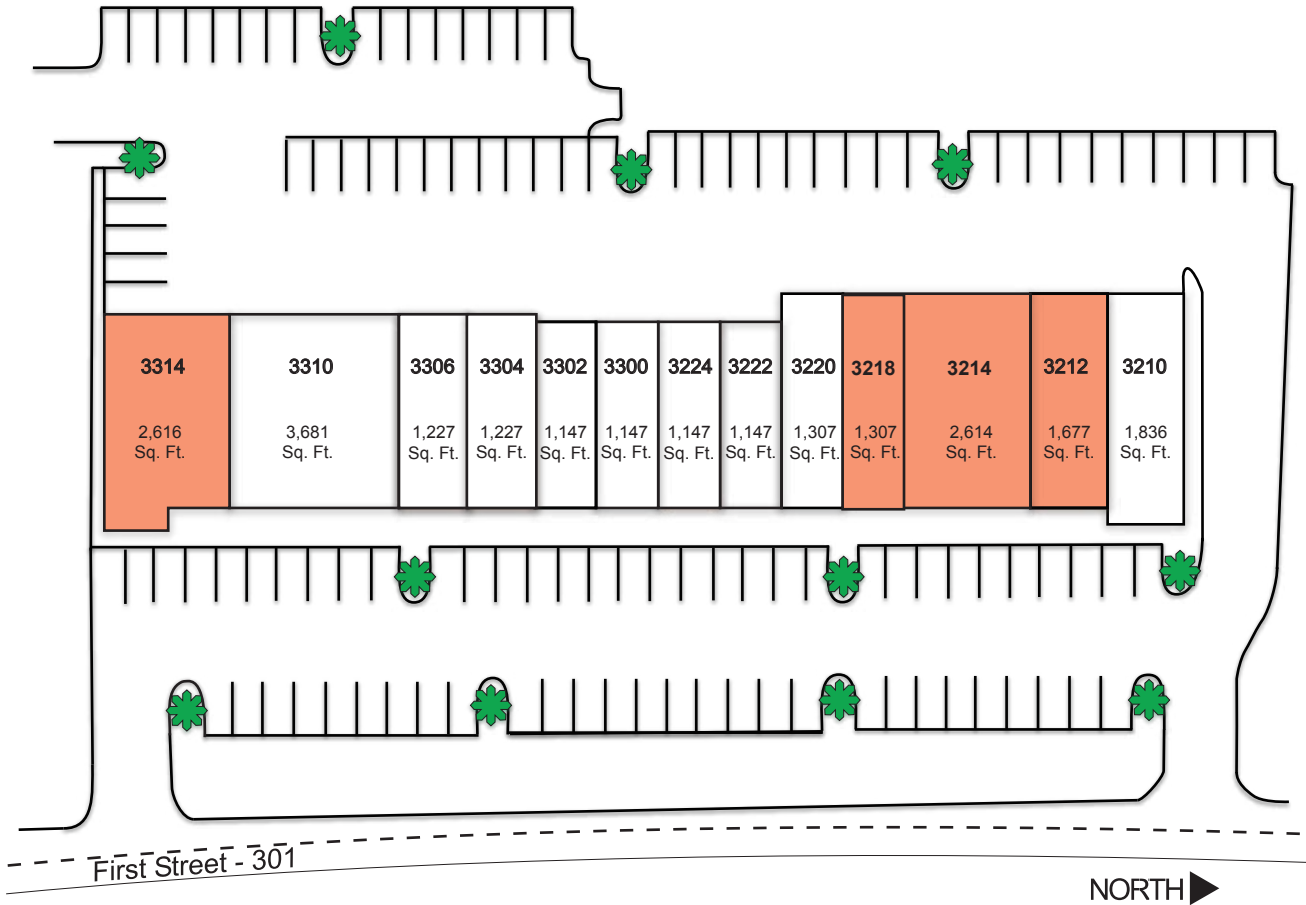 3314
2,616
Sq. Ft.
3310
3,681
Sq. Ft.
3306
1,227
Sq. Ft.
3304
1,227
Sq. Ft.
3302
1,147
Sq. Ft.
3300
1,147
Sq. Ft.
3224
1,147
Sq. Ft.
3222
1,147
Sq. Ft.
3220
1,307
Sq. Ft.
3218
1,307
Sq. Ft.
3214
2,614
Sq. Ft.
3212
1,677
Sq. Ft.
3210
1,836
Sq. Ft.
First Street - 301
NORTH